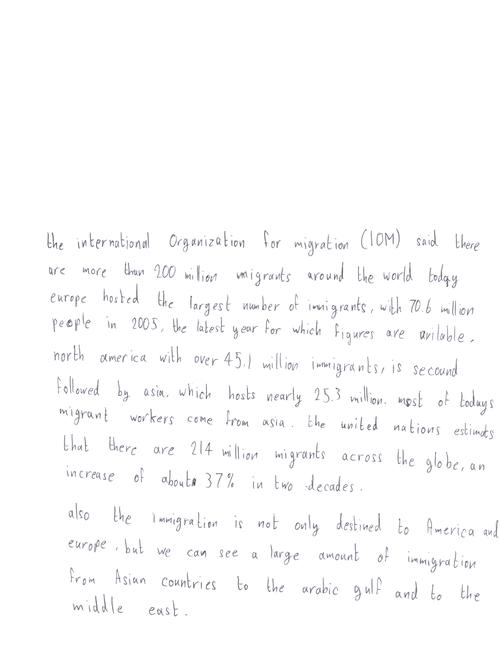 the international Organization for migration (IOM) said there
are more than 200 million migrants around the world today
europe hosted the largest number of immigrants, with 70.6 million
people in 2005, the latest year for which figures are avilable.
north america with over 45.1 million immigrants, is second
followed by asia. which hosts nearly 25.3 million. most of todays
migrant workers come from asia. the united nations estimates
that there are 214 million migrants across the globe, an
increase of about 37% in two decades.
also the immigration is not only destined to America and
europe, but we can see a large amount of immigration
from Asian countries to the arabic gulf and to the
middle east.